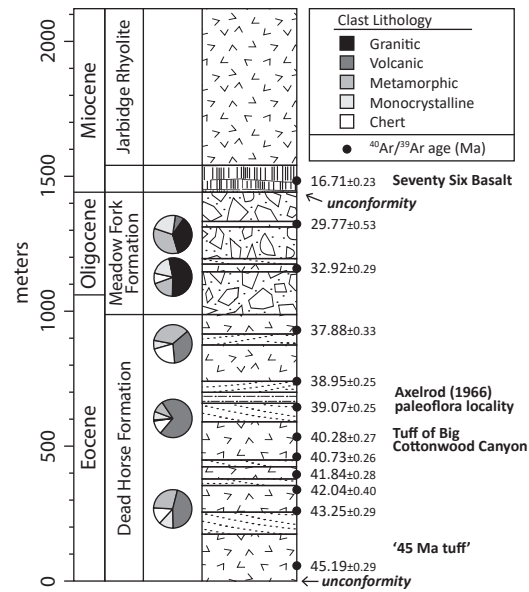 2000
1500
1000
500
0
meters
Miocene
Oligocene
Eocene
Jarbidge Rhyolite
Meadow Fork
Formation
Dead Horse Formation
Clast Lithology
Granitic
Volcanic
Metamorphic
Monocrystalline
Chert
⁴⁰Ar/³⁹Ar age (Ma)
16.71±0.23 Seventy Six Basalt
unconformity
29.77±0.53
32.92±0.29
37.88±0.33
38.95±0.25
Axelrod (1966)
39.07±0.25 paleoflora locality
40.28±0.27 Tuff of Big
Cottonwood Canyon
40.73±0.26
41.84±0.28
42.04±0.40
43.25±0.29
'45 Ma tuff'
45.19±0.29
unconformity